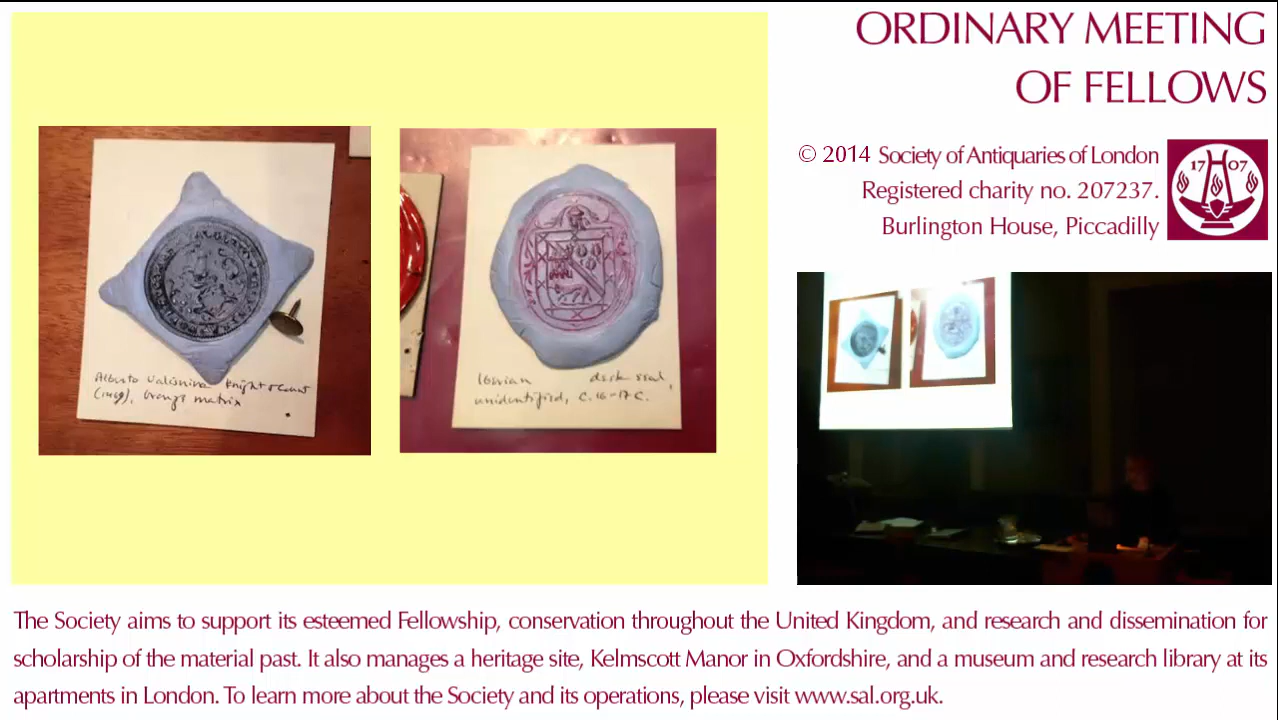 ORDINARY MEETING
OF FELLOWS
© 2014 Society of Antiquaries of London
Registered charity no. 207237.
Burlington House, Piccadilly
17 07
Alberto knight & Count
bronze matrix
Iberian desk seal,
unidentified, C.16-17 C.
The Society aims to support its esteemed Fellowship, conservation throughout the United Kingdom, and research and dissemination for
scholarship of the material past. It also manages a heritage site, Kelmscott Manor in Oxfordshire, and a museum and research library at its
apartments in London. To learn more about the Society and its operations, please visit www.sal.org.uk.